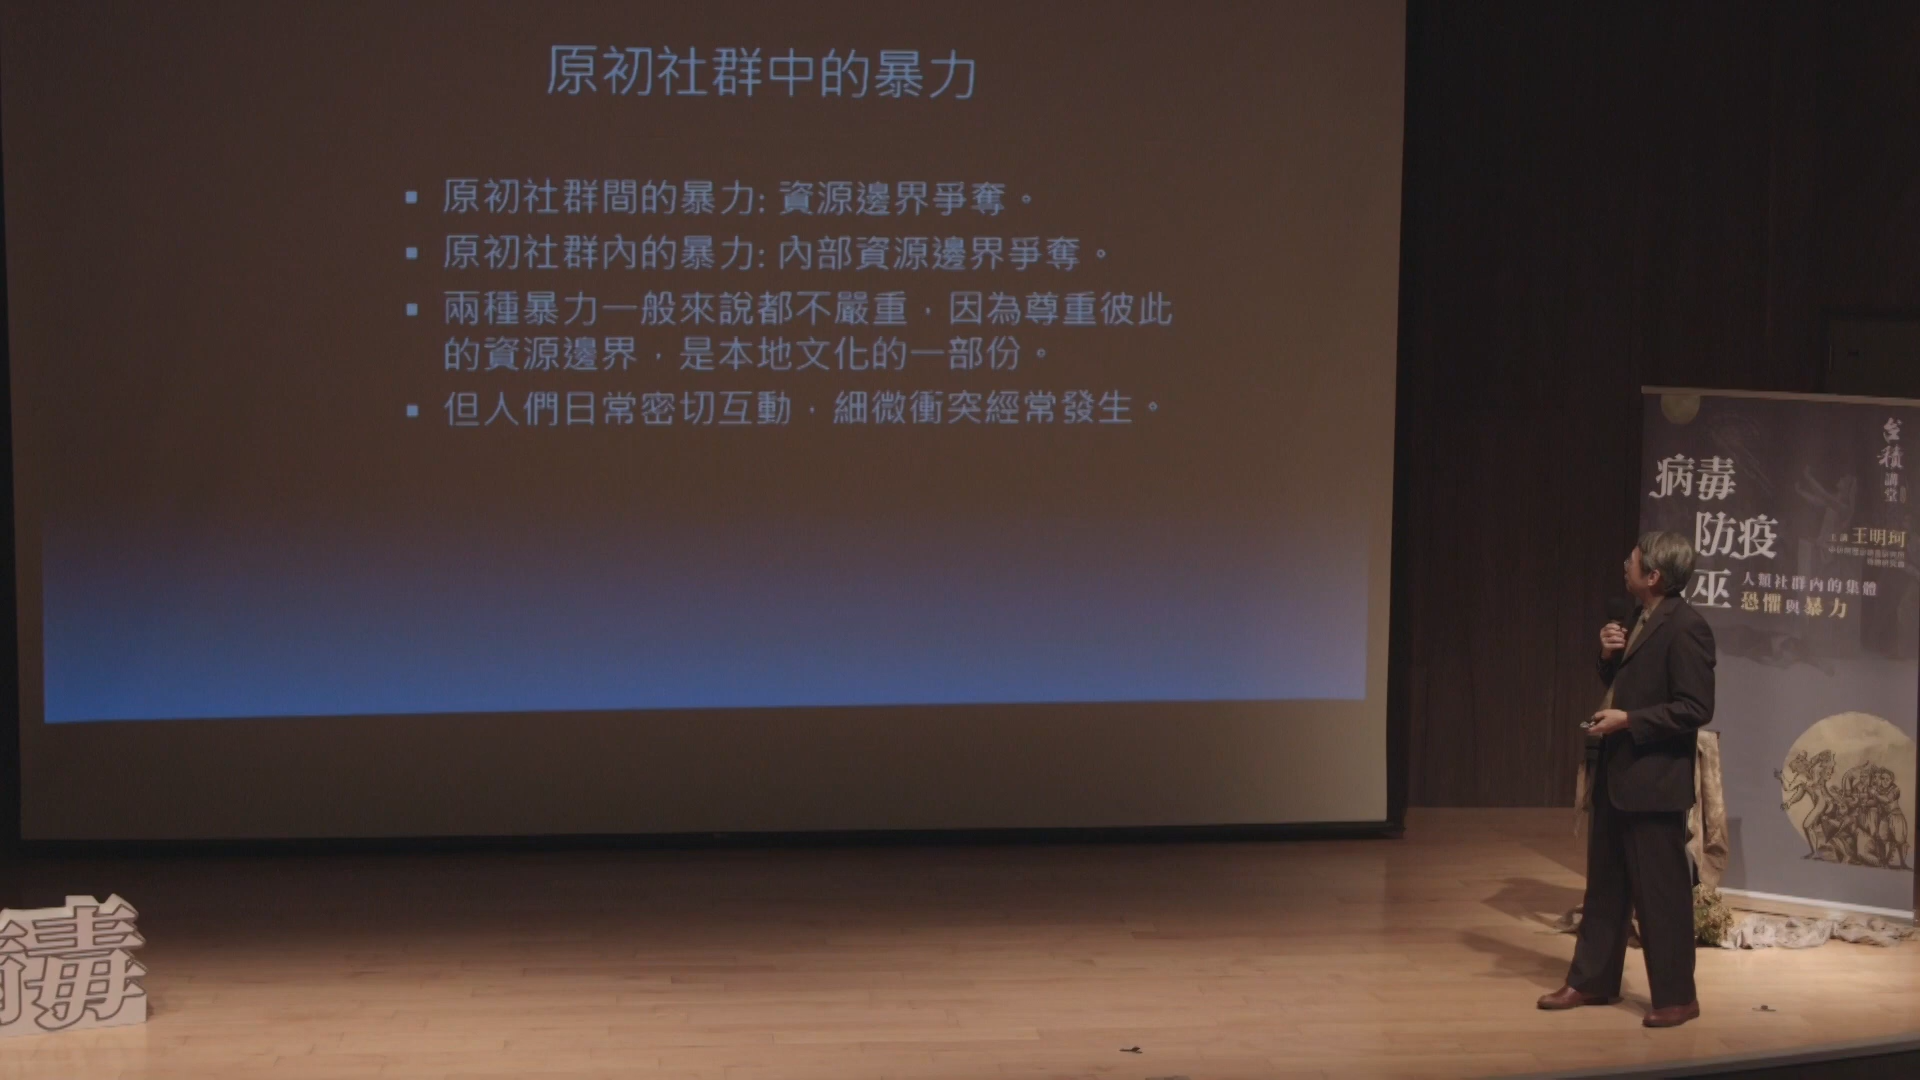 原初社群中的暴力
▪ 原初社群間的暴力: 資源邊界爭奪。
▪ 原初社群內的暴力: 內部資源邊界爭奪。
▪ 兩種暴力一般來說都不嚴重，因為尊重彼此
的資源邊界，是本地文化的一部份。
▪ 但人們日常密切互動，細微衝突經常發生。
台積
講堂
病毒
防疫
巫
主講 王明珂
人類社群內的集體
恐懼與暴力
毒